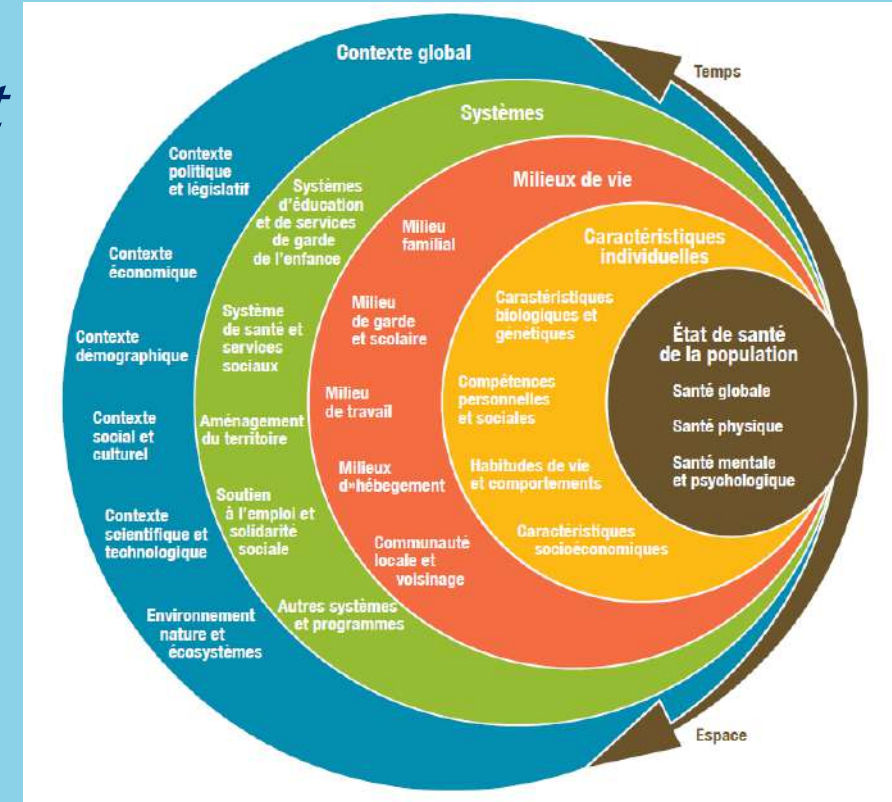 Contexte global
Temps
Systèmes
Contexte
politique
et législatif
Contexte
économique
Contexte
démographique
Contexte
social et
culturel
Contexte
scientifique et
technologique
Environnement
nature et
écosystèmes
Systèmes
d'éducation
et de services
de garde
de l'enfance
Système
de santé et
services
sociaux
Aménagement
du territoire
Soutien
à l'emploi et
solidarité
sociale
Autres systèmes
et programmes
Milieux de vie
Milieu
familial
Milieu
de garde
et scolaire
Milieu
de travail
Milieux
d»hébegement
Communauté
locale et
voisinage
Caractéristiques
individuelles
Carastéristiques
biologiques et
génétiques
Compétences
personnelles
et sociales
Habitudes de vie
et comportements
Caractéristiques
socioéconomiques
État de santé
de la population
Santé globale
Santé physique
Santé mentale
et psychologique
Espace